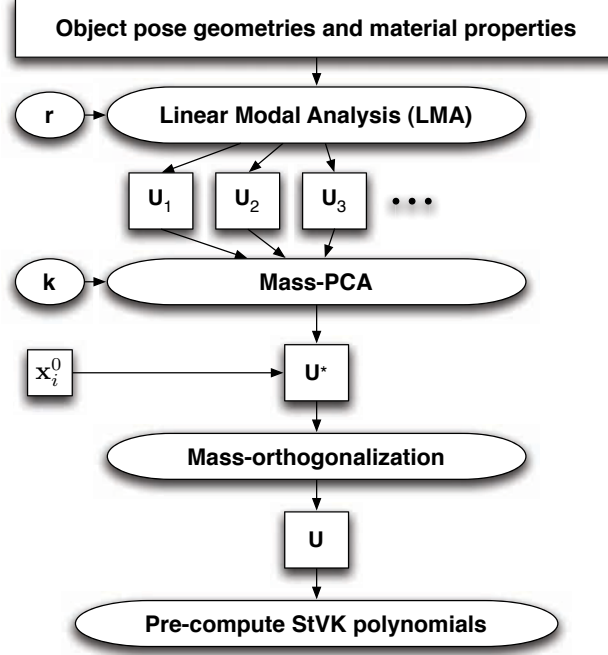 Object pose geometries and material properties
r
Linear Modal Analysis (LMA)
U₁ U₂ U₃ •••
k
Mass-PCA
x⁰ᵢ
U*
Mass-orthogonalization
U
Pre-compute StVK polynomials